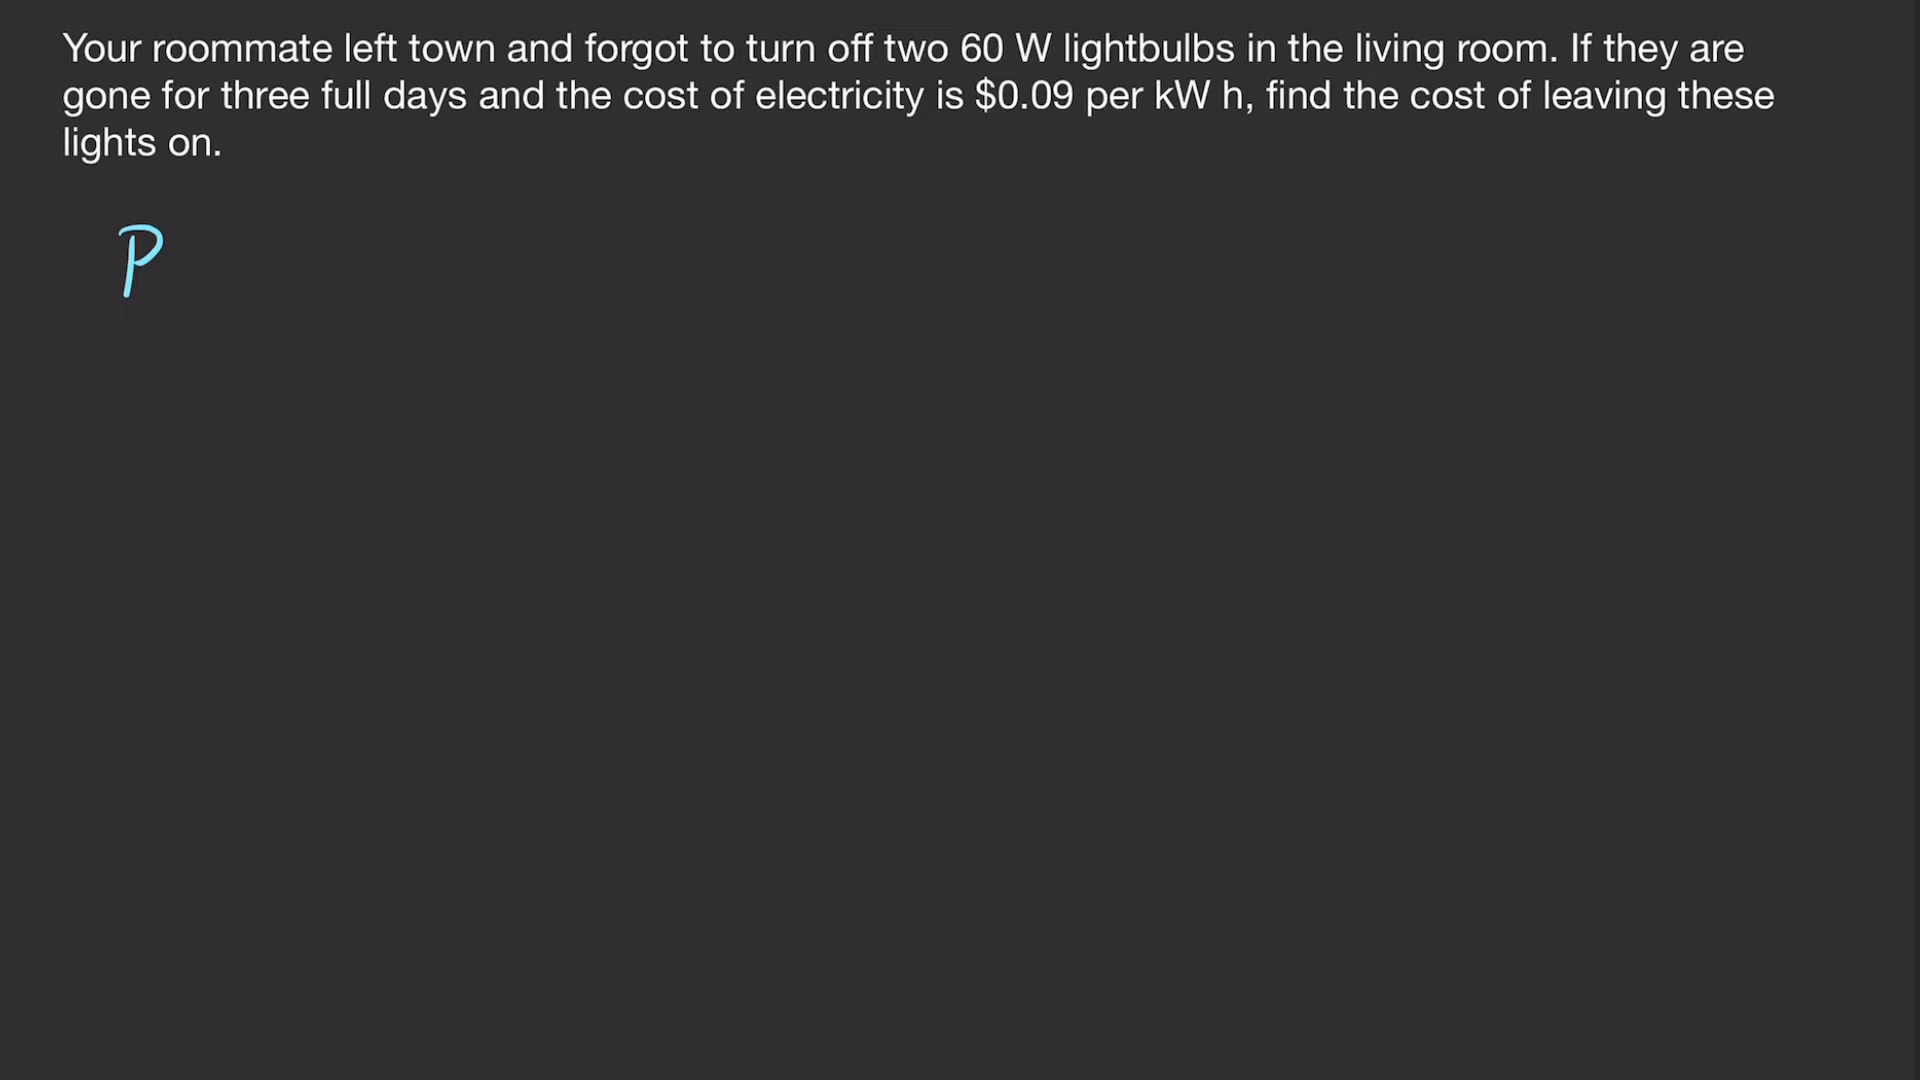 Your roommate left town and forgot to turn off two 60 W lightbulbs in the living room. If they are
gone for three full days and the cost of electricity is $0.09 per kW h, find the cost of leaving these
lights on.
P